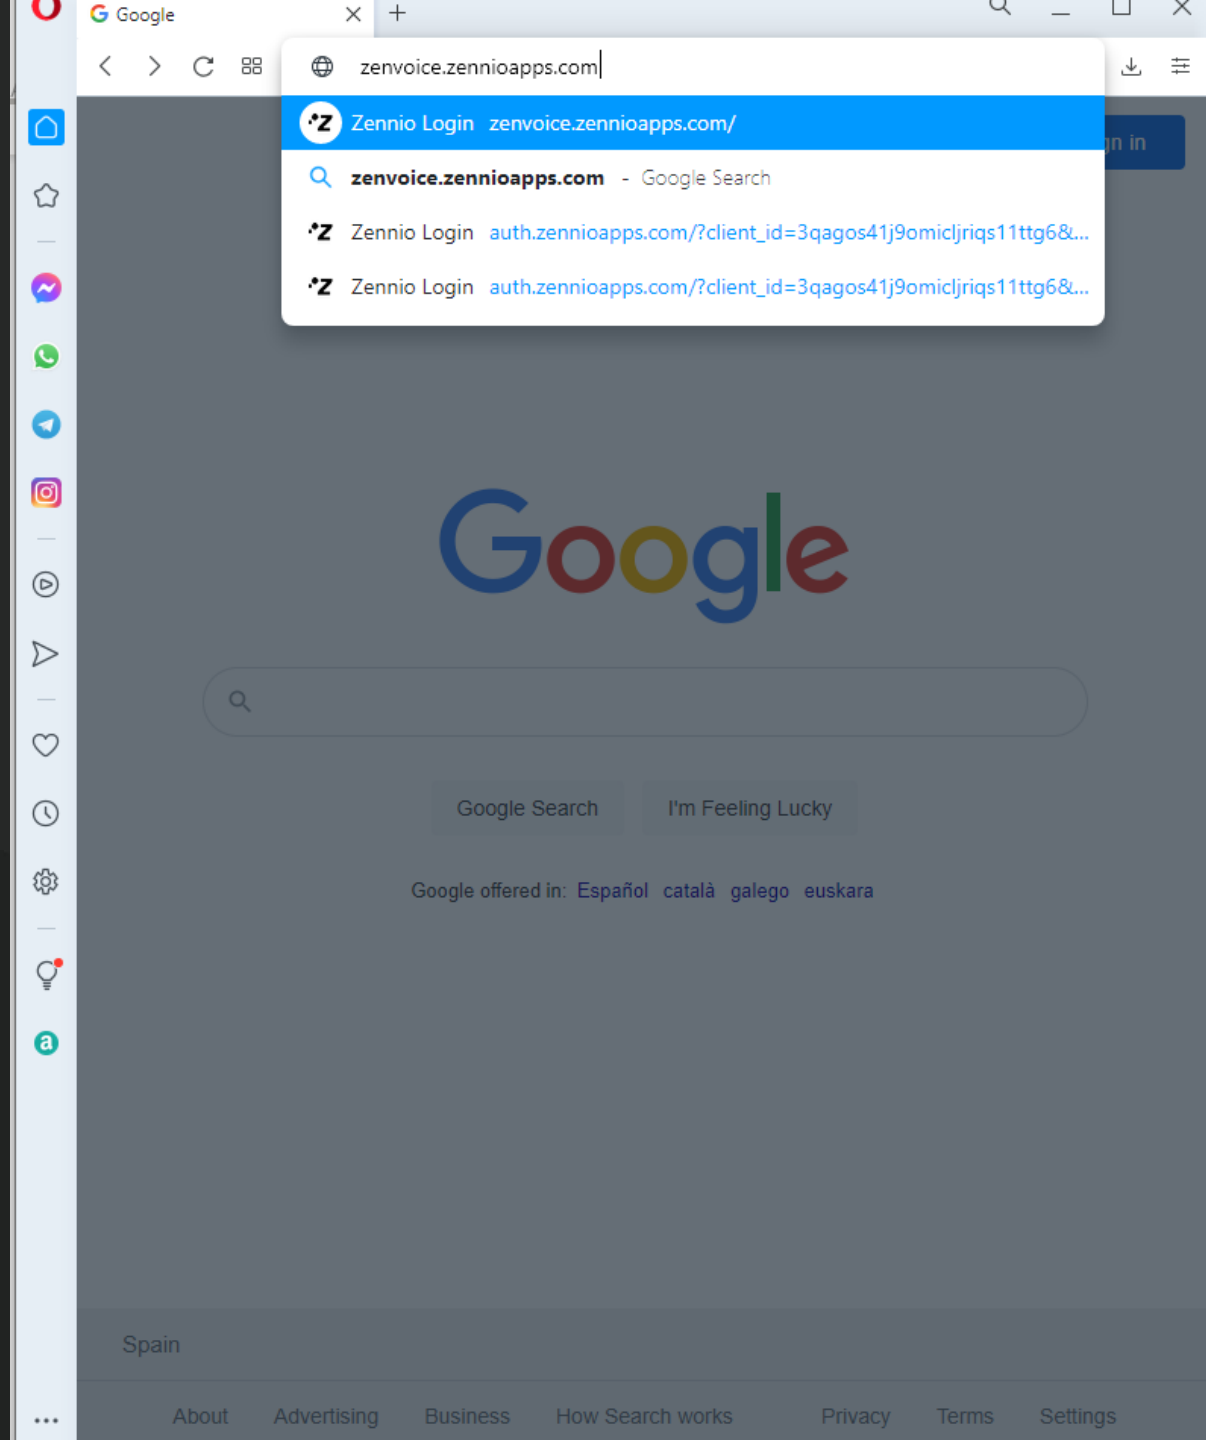 Google
zenvoice.zennioapps.com
Zennio Login zenvoice.zennioapps.com/
zenvoice.zennioapps.com - Google Search
Zennio Login auth.zennioapps.com/?client_id=3qagos41j9omicljriqs11ttg6&...
Zennio Login auth.zennioapps.com/?client_id=3qagos41j9omicljriqs11ttg6&...
gn in
Google
Google Search I'm Feeling Lucky
Google offered in: Español català galego euskara
Spain
About Advertising Business How Search works Privacy Terms Settings